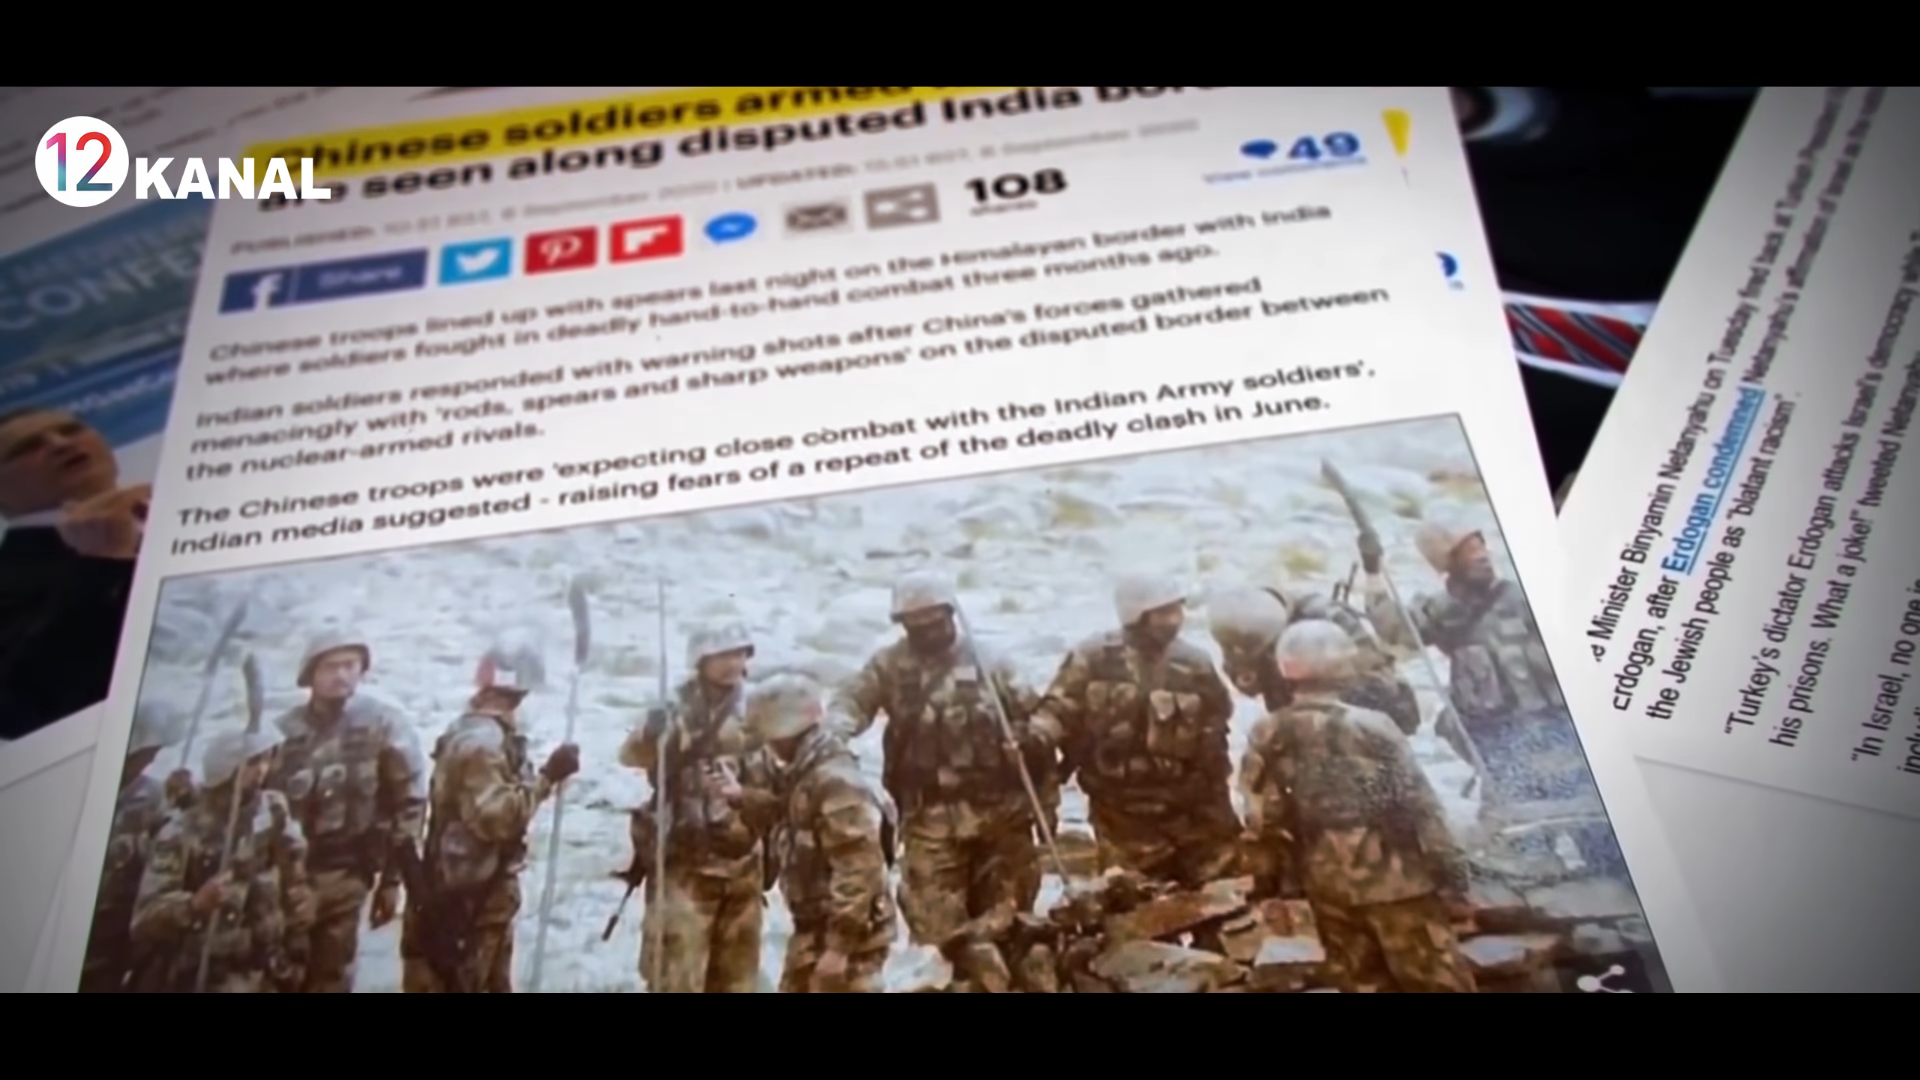 12 KANAL
Chinese soldiers armed
are seen along disputed India
September 2020 | UPDATED:
49
108
shares
Share
Chinese troops lined up with spears last night on the Himalayan border with India
where soldiers fought in deadly hand-to-hand combat three months ago.
Indian soldiers responded with warning shots after China's forces gathered
menacingly with 'rods, spears and sharp weapons' on the disputed border between
the nuclear-armed rivals.
The Chinese troops were 'expecting close combat with the Indian Army soldiers',
Indian media suggested - raising fears of a repeat of the deadly clash in June.
CONFE
Minister Binyamin Netanyahu on Tuesday fired back at Turkish President
Erdogan, after Erdogan condemned Netanyahu's affirmation of Israel as the
the Jewish people as "blatant racism".
"Turkey's dictator Erdogan attacks Israel's democracy while
his prisons. What a joke!" tweeted Netanyahu
"In Israel, no one is